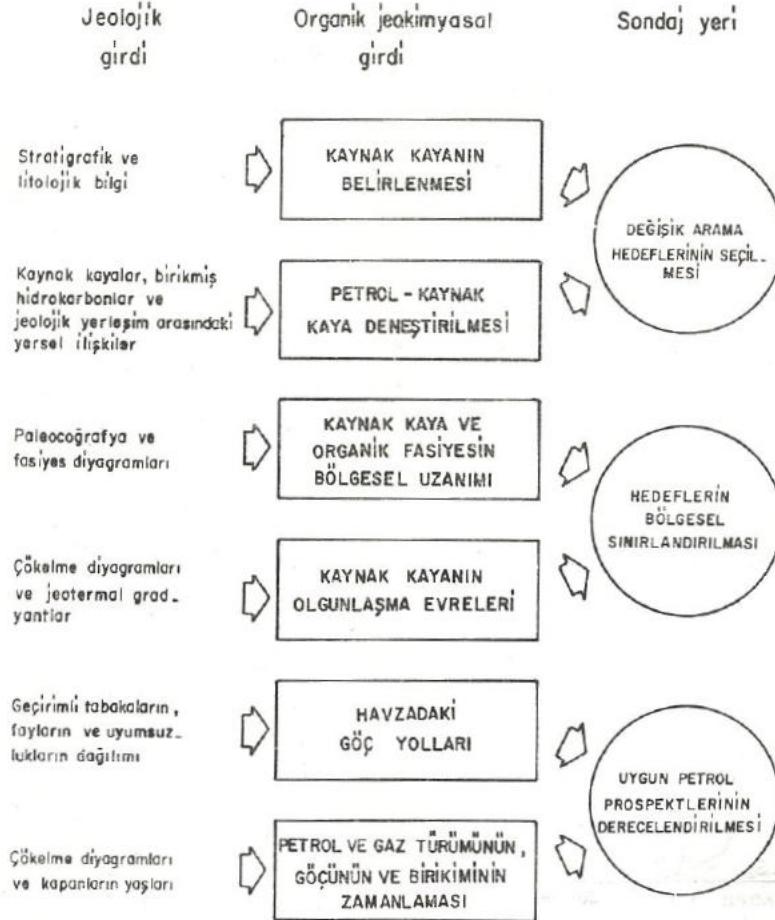 Jeolojik
girdi
Organik jeokimyasal
girdi
Sondaj yeri
Stratigrafik ve
litolojik bilgi
KAYNAK KAYANIN
BELİRLENMESİ
DEĞİŞİK ARAMA
HEDEFLERİNİN SEÇİL_
MESİ
Kaynak kayalar, birikmiş
hidrokarbonlar ve
jeolojik yerleşim arasındaki
yersel ilişkiler
PETROL - KAYNAK
KAYA DENEŞTİRİLMESİ
Paleocoğrafya ve
fasiyes diyagramları
KAYNAK KAYA VE
ORGANİK FASİYESİN
BÖLGESEL UZANIMI
HEDEFLERİN
BÖLGESEL
SINIRLANDIRILMASI
Çökelme diyagramları
ve jeotermal grad_
yantlar
KAYNAK KAYANIN
OLGUNLAŞMA EVRELERİ
Geçirimli tabakaların,
fayların ve uyumsuz_
lukların dağılımı
HAVZADAKİ
GÖÇ YOLLARI
UYGUN PETROL
PROSPEKTLERİNİN
DERECELENDİRİLMESİ
Çökelme diyagramları
ve kapanların yaşları
PETROL VE GAZ TÜRÜMÜNÜN,
GÖÇÜNÜN VE BİRİKİMİNİN
ZAMANLAMASI